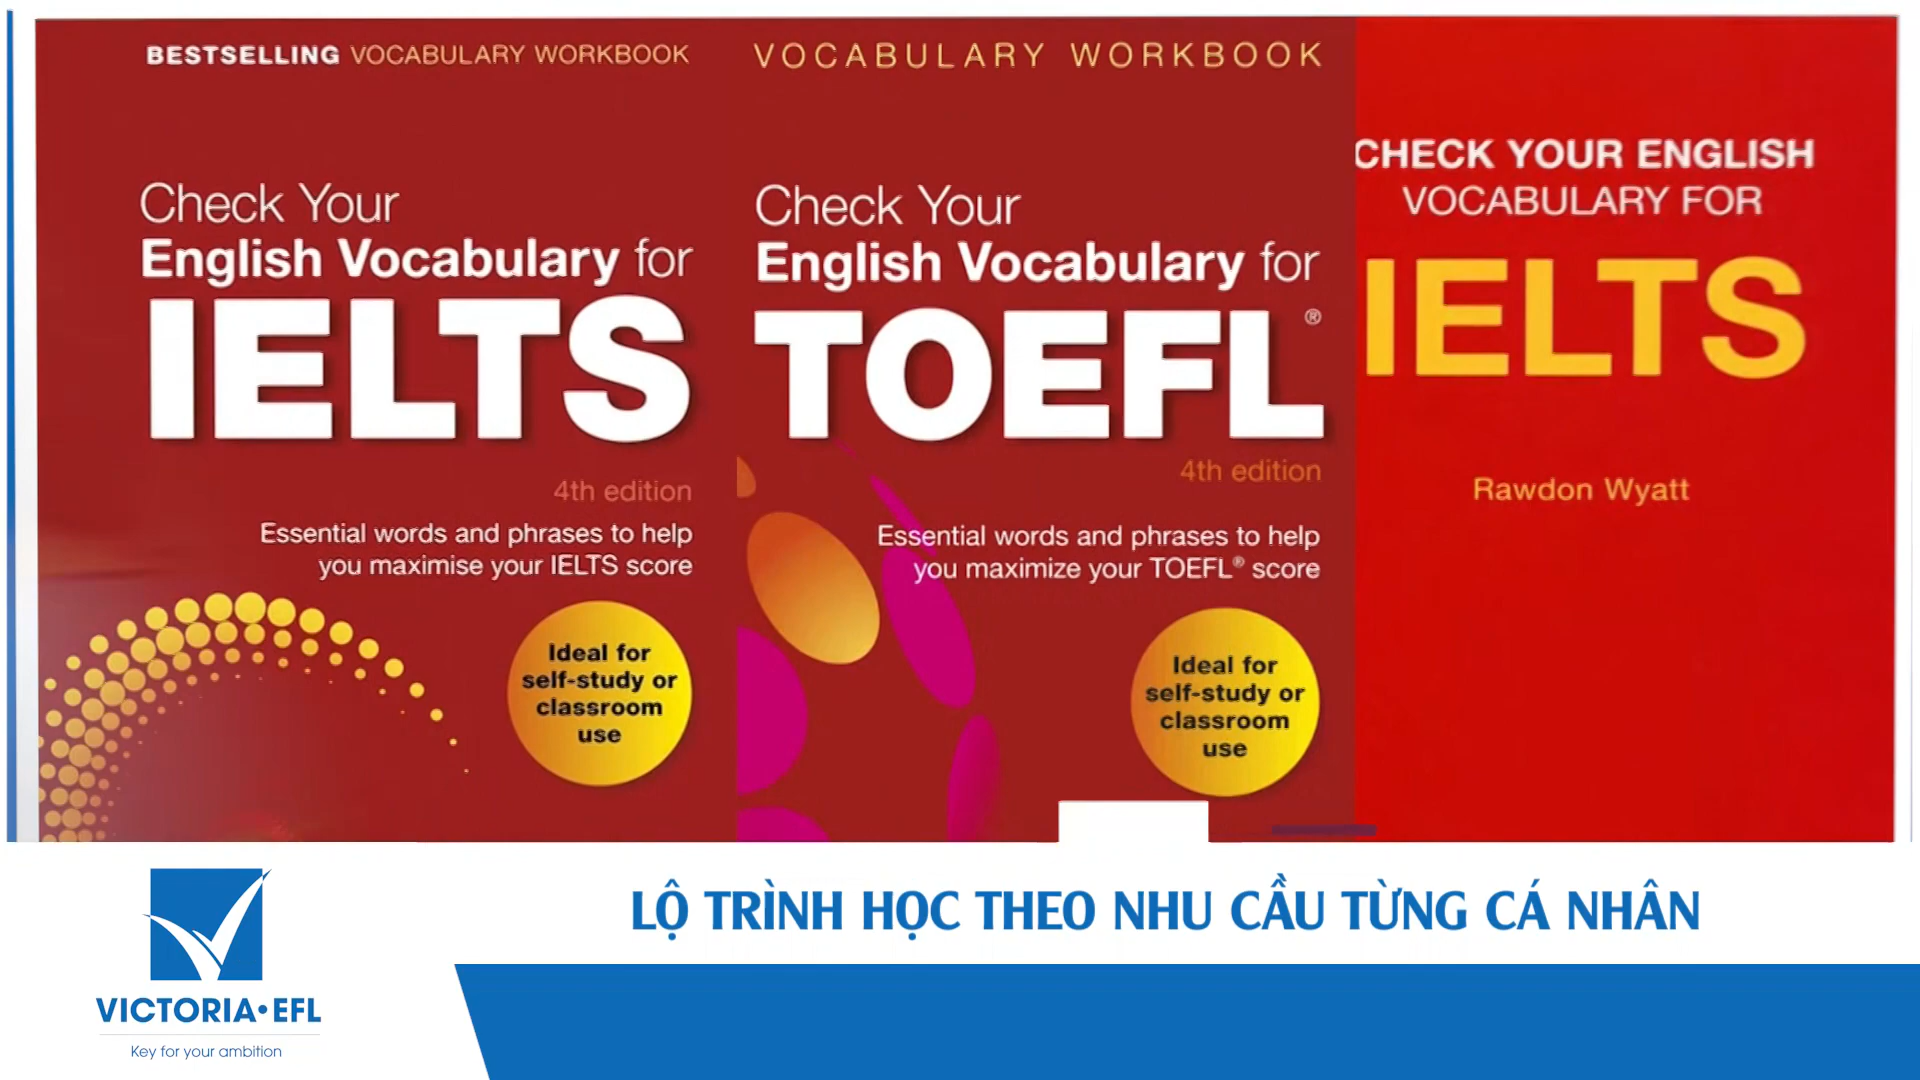 BESTSELLING VOCABULARY WORKBOOK
Check Your
English Vocabulary for
IELTS
4th edition
Essential words and phrases to help
you maximise your IELTS score
Ideal for
self-study or
classroom
use
VOCABULARY WORKBOOK
Check Your
English Vocabulary for
TOEFL®
4th edition
Essential words and phrases to help
you maximize your TOEFL® score
Ideal for
self-study or
classroom
use
CHECK YOUR ENGLISH
VOCABULARY FOR
IELTS
Rawdon Wyatt
LỘ TRÌNH HỌC THEO NHU CẦU TỪNG CÁ NHÂN
VICTORIA•EFL
Key for your ambition